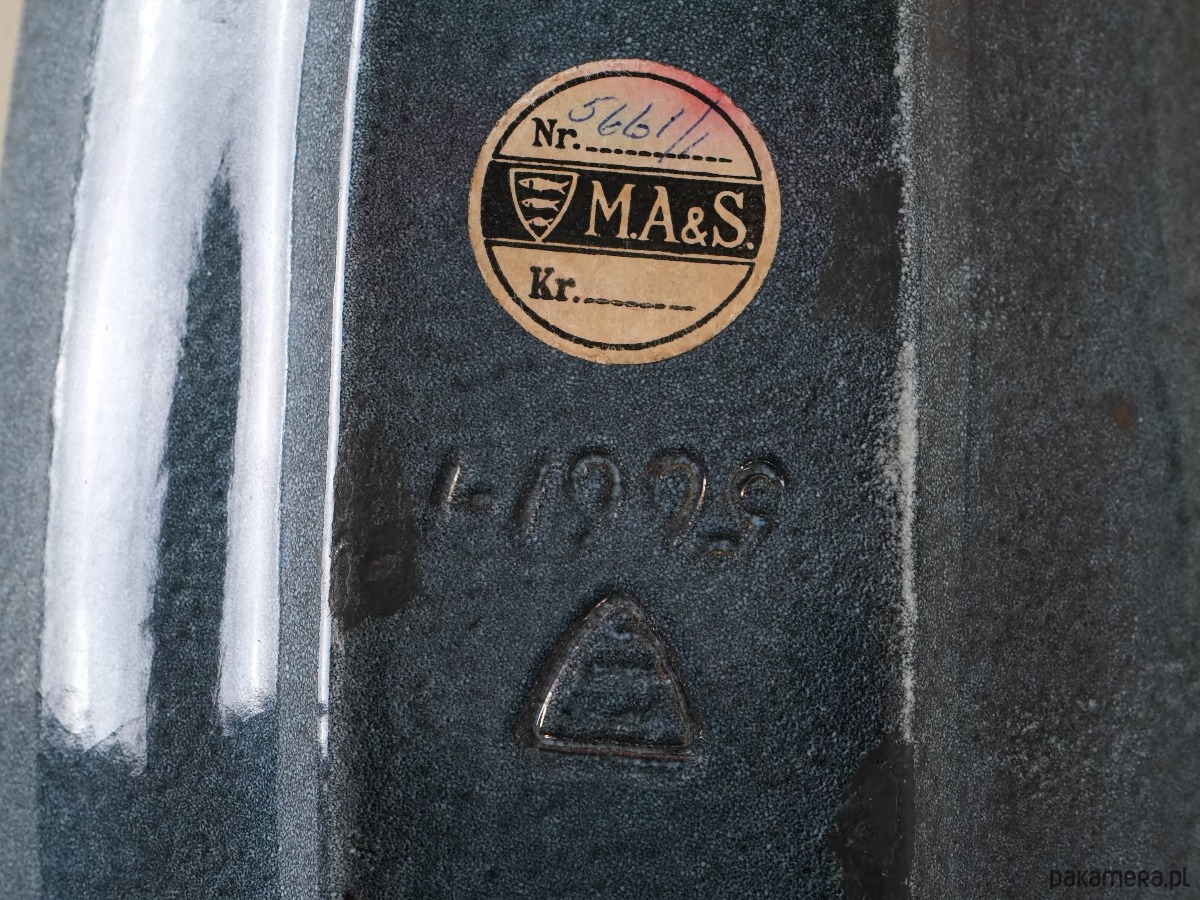 Nr. 5661/1
M.A&S.
Kr.
5661-1
pakamera.pl